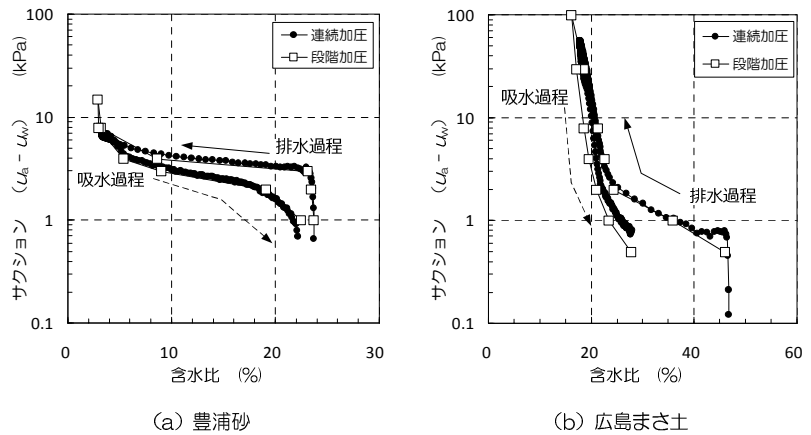 100
10
1
0.1
サクション (ua - uw) (kPa)
連続加圧
段階加圧
排水過程
吸水過程
0 10 20 30
含水比 (%)
(a) 豊浦砂
100
10
1
0.1
サクション (ua - uw) (kPa)
連続加圧
段階加圧
吸水過程
排水過程
0 20 40 60
含水比 (%)
(b) 広島まさ土